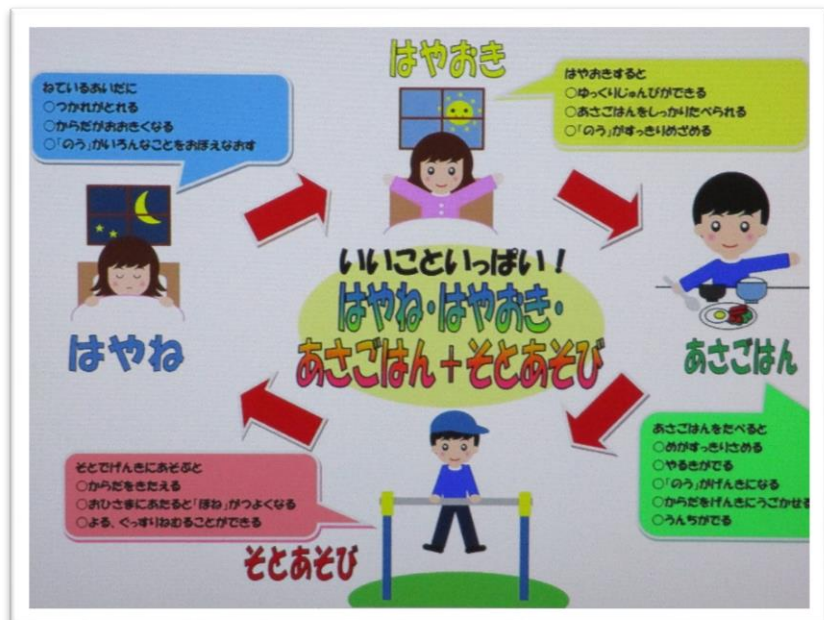 はやおき
ねているあいだに
○つかれがとれる
○からだがおおきくなる
○「のう」がいろんなことをおぼえなおす
はやおきすると
○ゆっくりじゅんびができる
○あさごはんをしっかりたべられる
○「のう」がすっきりめざめる
いいこといっぱい！
はやね・はやおき・
あさごはん＋そとあそび
はやね
あさごはん
あさごはんをたべると
○めがすっきりさめる
○やるきがでる
○「のう」がげんきになる
○からだをげんきにうごかせる
○うんちがでる
そとでげんきにあそぶと
○からだをきたえる
○おひさまにあたると「ほね」がつよくなる
○よる、ぐっすりねむることができる
そとあそび